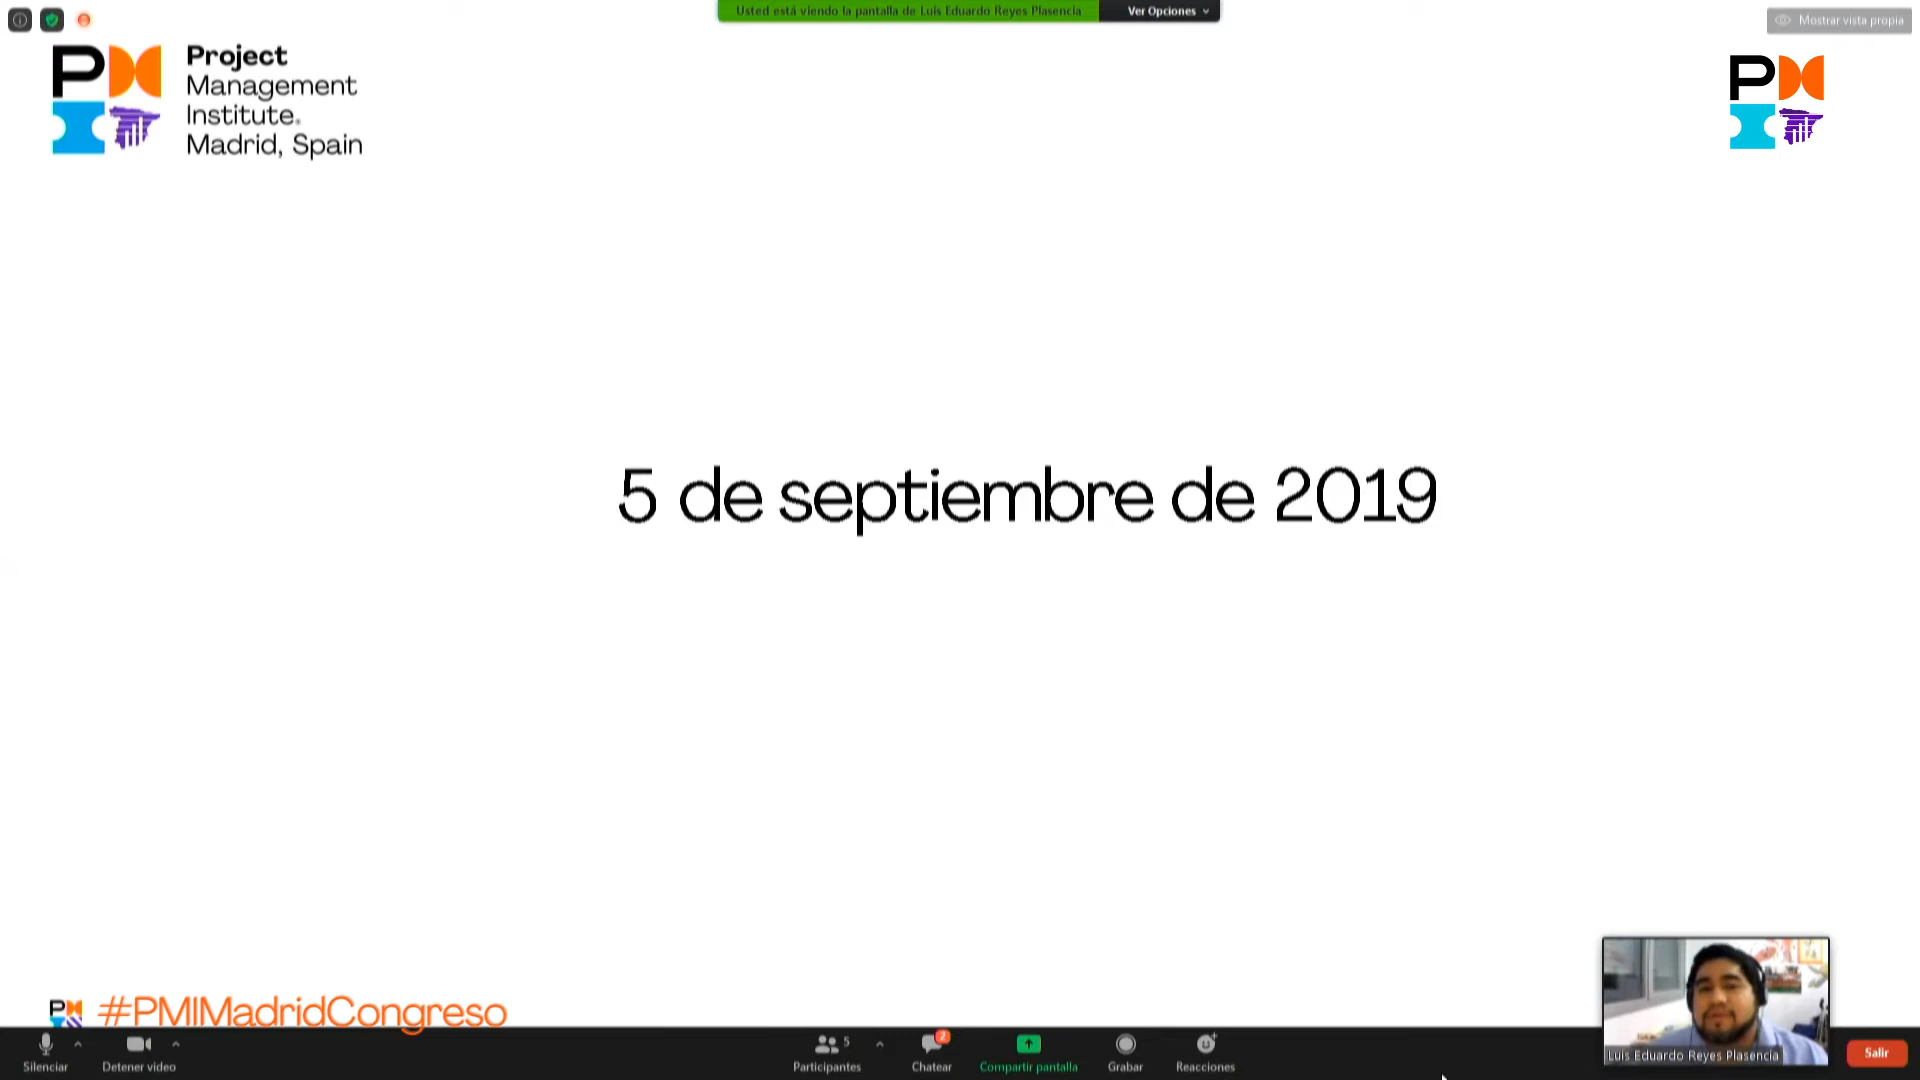 Usted está viendo la pantalla de Luis Eduardo Reyes Plasencia
Ver Opciones
Mostrar vista propia
Project
Management
Institute.
Madrid, Spain
5 de septiembre de 2019
#PMIMadridCongreso
Luis Eduardo Reyes Plasencia
Silenciar
Detener video
5
Participantes
2
Chatear
Compartir pantalla
Grabar
Reacciones
Salir